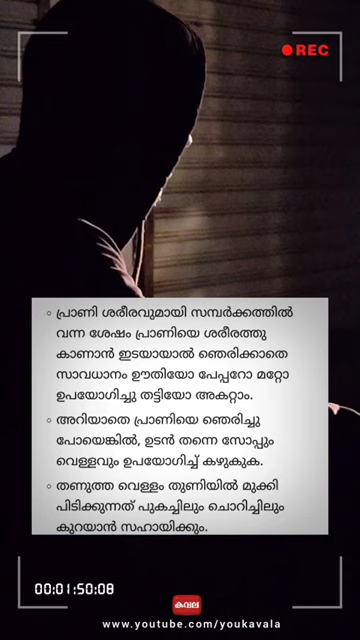 REC
പ്രാണി ശരീരവുമായി സമ്പർക്കത്തിൽ
വന്ന ശേഷം പ്രാണിയെ ശരീരത്തു
കാണാൻ ഇടയായാൽ ഞെരിക്കാതെ
സാവധാനം ഊതിയോ പേപ്പറോ മറ്റോ
ഉപയോഗിച്ചു തട്ടിയോ അകറ്റാം.
അറിയാതെ പ്രാണിയെ ഞെരിച്ചു
പോയെങ്കിൽ, ഉടൻ തന്നെ സോപ്പും
വെള്ളവും ഉപയോഗിച്ച് കഴുകുക.
തണുത്ത വെള്ളം തുണിയിൽ മുക്കി
പിടിക്കുന്നത് പുകച്ചിലും ചൊറിച്ചിലും
കുറയാൻ സഹായിക്കും.
00:01:50:08
കവല
www.youtube.com/youkavala